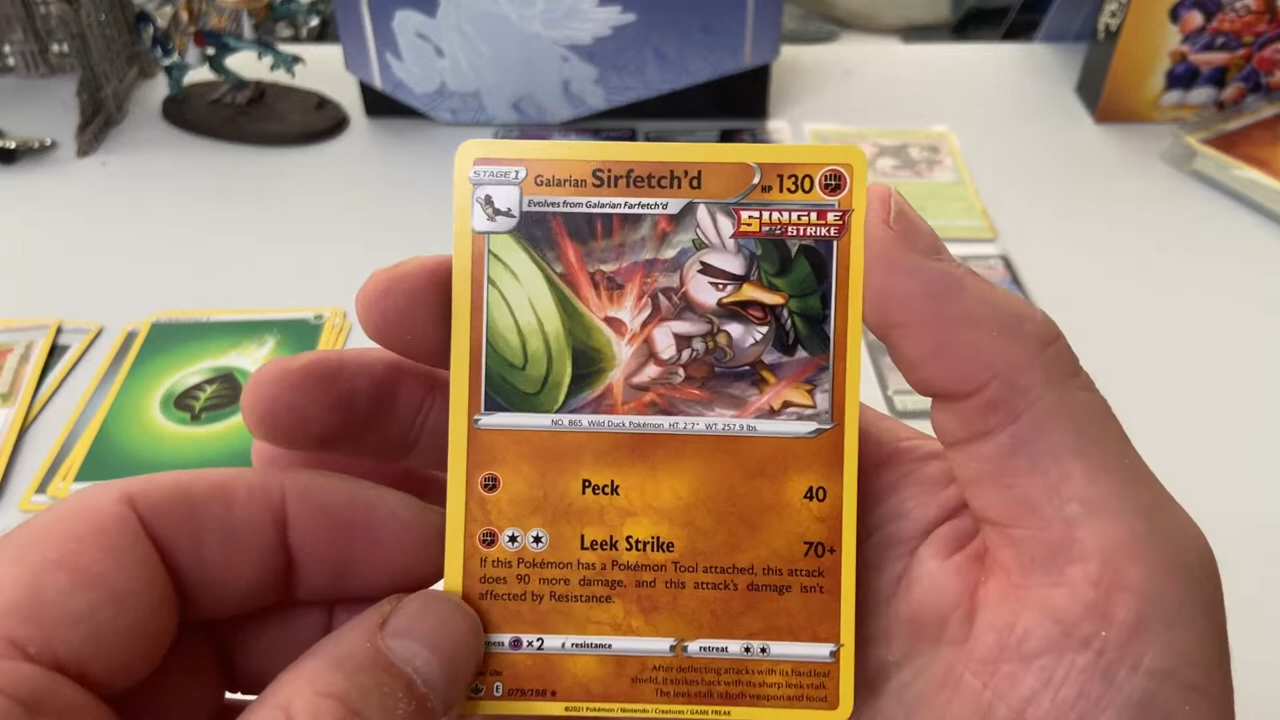 STAGE 1
Galarian Sirfetch'd
HP 130
Evolves from Galarian Farfetch'd
SINGLE
STRIKE
NO. 865 Wild Duck Pokémon HT: 2'7" WT: 257.9 lbs.
Peck 40
Leek Strike 70+
If this Pokémon has a Pokémon Tool attached, this attack
does 90 more damage, and this attack's damage isn't
affected by Resistance.
ness ×2 resistance retreat
After deflecting attacks with its hard leaf
shield, it strikes back with its sharp leek stalk.
The leek stalk is both weapon and food.
E 079/198 ★
©2021 Pokémon / Nintendo / Creatures / GAME FREAK